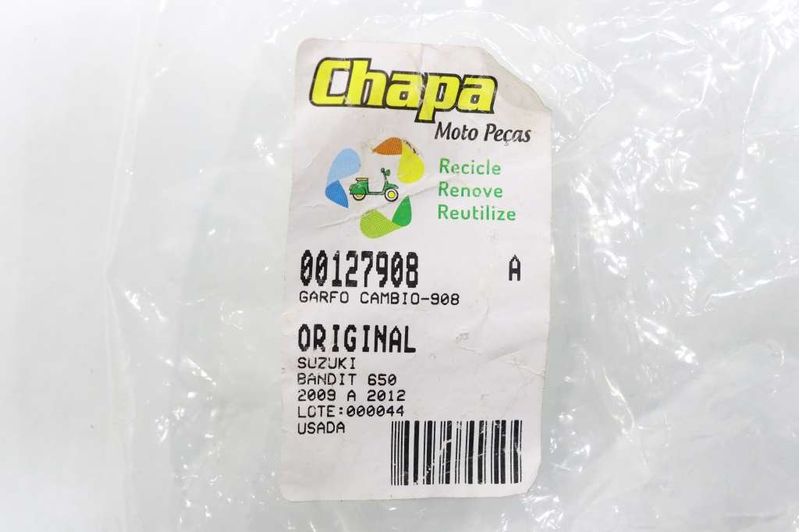 Chapa
Moto Peças
Recicle
Renove
Reutilize
00127908 A
GARFO CAMBIO-908
ORIGINAL
SUZUKI
BANDIT 650
2009 A 2012
LOTE:000044
USADA